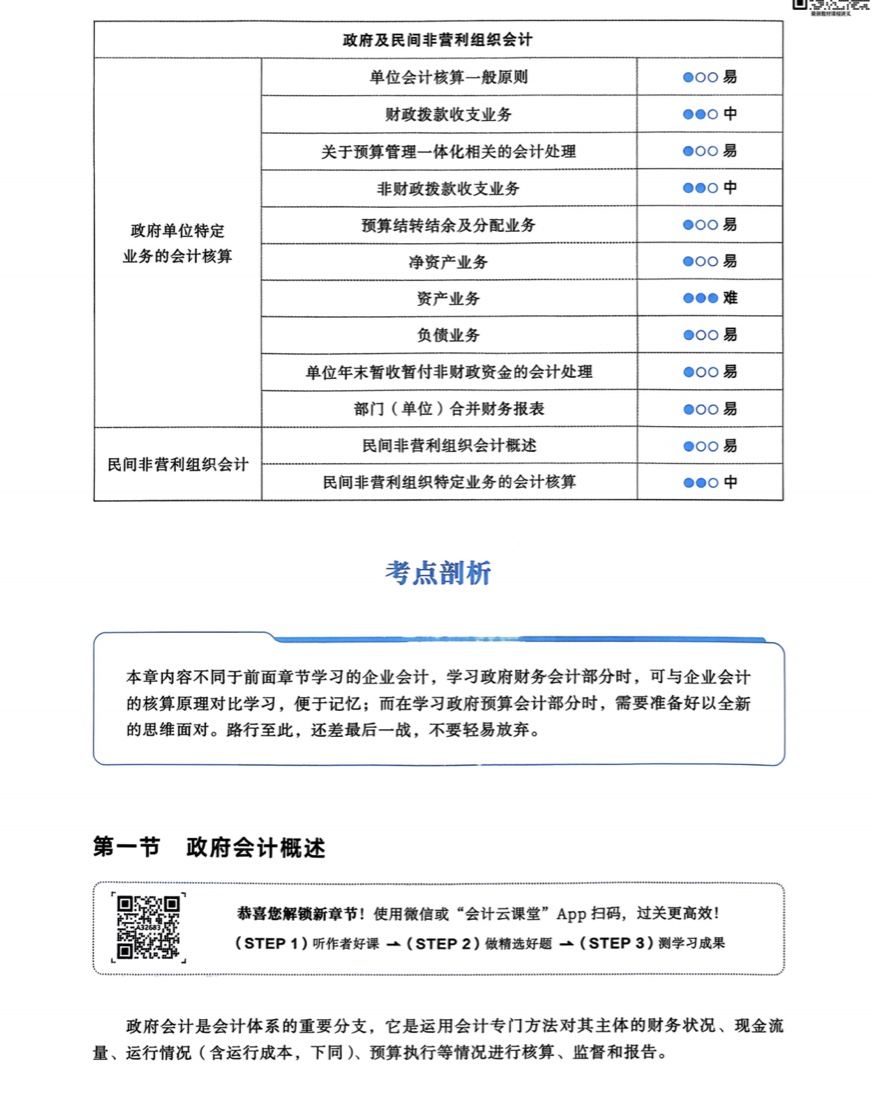 政府及民间非营利组织会计
政府单位特定
业务的会计核算
单位会计核算一般原则 易
财政拨款收支业务 中
关于预算管理一体化相关的会计处理 易
非财政拨款收支业务 中
预算结转结余及分配业务 易
净资产业务 易
资产业务 难
负债业务 易
单位年末暂收暂付非财政资金的会计处理 易
部门（单位）合并财务报表 易
民间非营利组织会计
民间非营利组织会计概述 易
民间非营利组织特定业务的会计核算 中
考点剖析
本章内容不同于前面章节学习的企业会计，学习政府财务会计部分时，可与企业会计
的核算原理对比学习，便于记忆；而在学习政府预算会计部分时，需要准备好以全新
的思维面对。路行至此，还差最后一战，不要轻易放弃。
第一节 政府会计概述
A32683
恭喜您解锁新章节！使用微信或“会计云课堂”App 扫码，过关更高效！
（STEP 1）听作者好课 ⇀（STEP 2）做精选好题 ⇀（STEP 3）测学习成果
政府会计是会计体系的重要分支，它是运用会计专门方法对其主体的财务状况、现金流
量、运行情况（含运行成本，下同）、预算执行等情况进行核算、监督和报告。